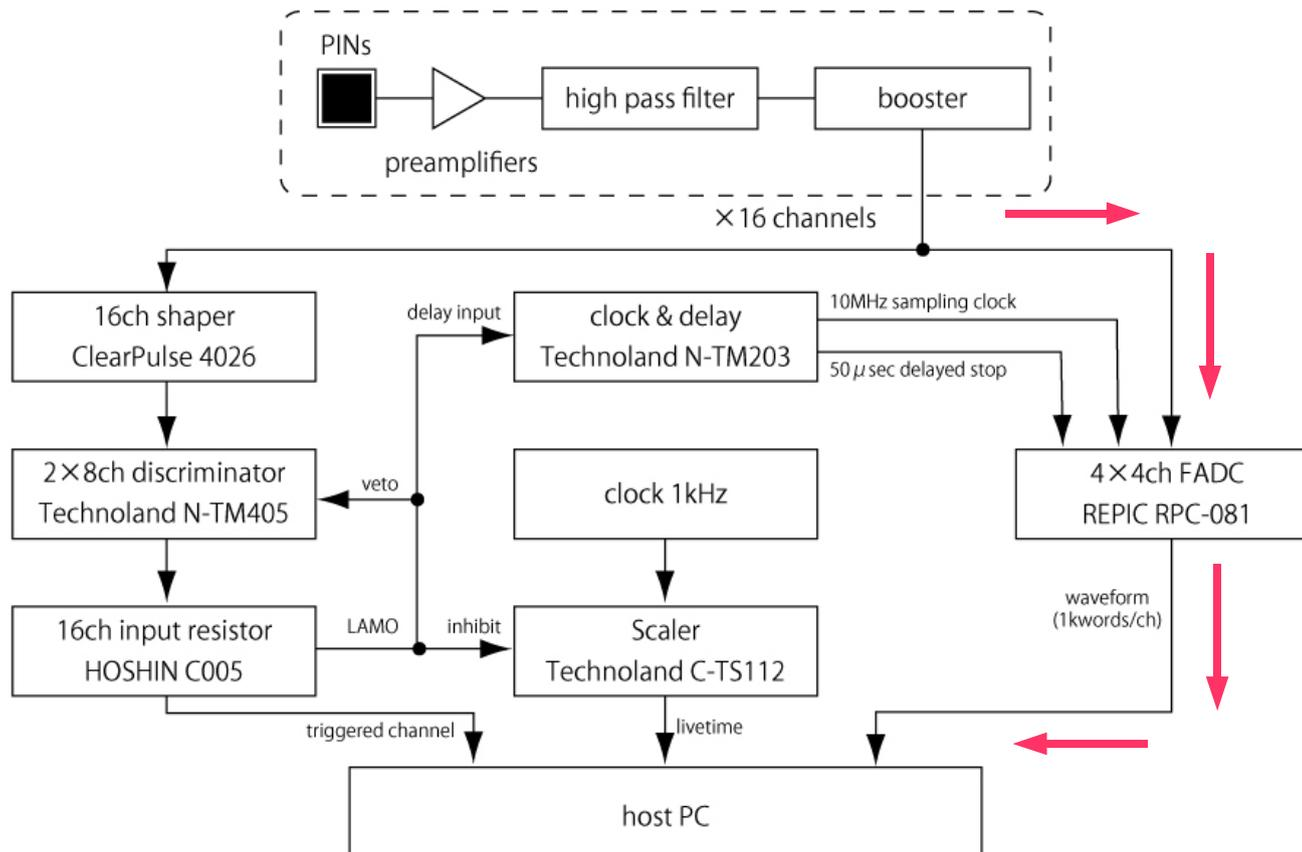 PINs
high pass filter
booster
preamplifiers
×16 channels
16ch shaper
ClearPulse 4026
delay input
clock & delay
Technoland N-TM203
10MHz sampling clock
50μsec delayed stop
2×8ch discriminator
Technoland N-TM405
veto
clock 1kHz
4×4ch FADC
REPIC RPC-081
16ch input resistor
HOSHIN C005
LAMO
inhibit
Scaler
Technoland C-TS112
waveform
(1kwords/ch)
triggered channel
livetime
host PC